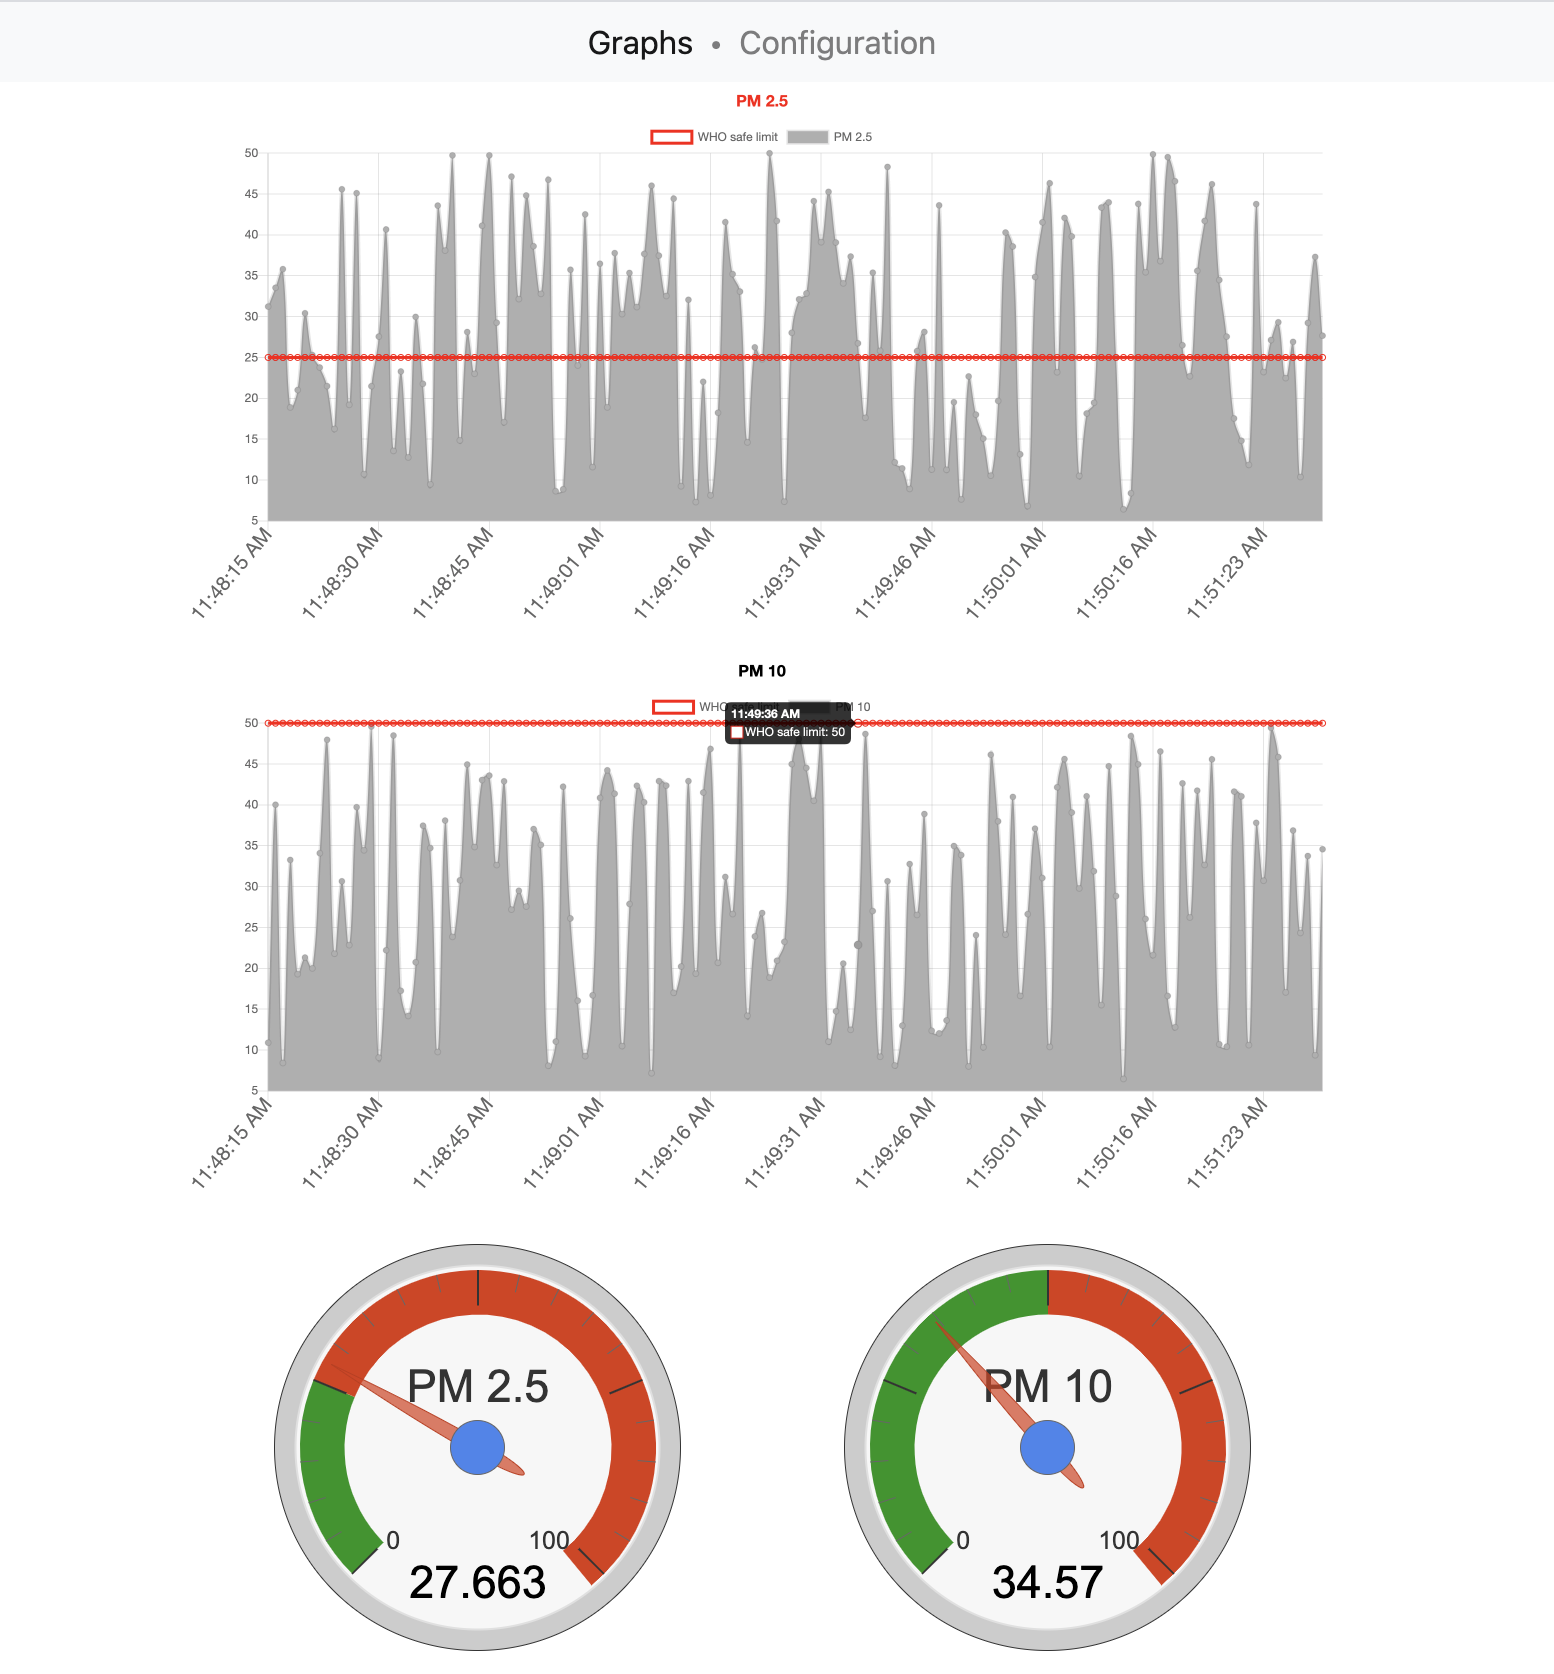 Graphs • Configuration
PM 2.5
WHO safe limit PM 2.5
50
45
40
35
30
25
20
15
10
5
11:48:15 AM
11:48:30 AM
11:48:45 AM
11:49:01 AM
11:49:16 AM
11:49:31 AM
11:49:46 AM
11:50:01 AM
11:50:16 AM
11:51:23 AM
PM 10
WHO safe limit PM 10
11:49:36 AM
WHO safe limit: 50
50
45
40
35
30
25
20
15
10
5
11:48:15 AM
11:48:30 AM
11:48:45 AM
11:49:01 AM
11:49:16 AM
11:49:31 AM
11:49:46 AM
11:50:01 AM
11:50:16 AM
11:51:23 AM
PM 2.5
0 100
27.663
PM 10
0 100
34.57